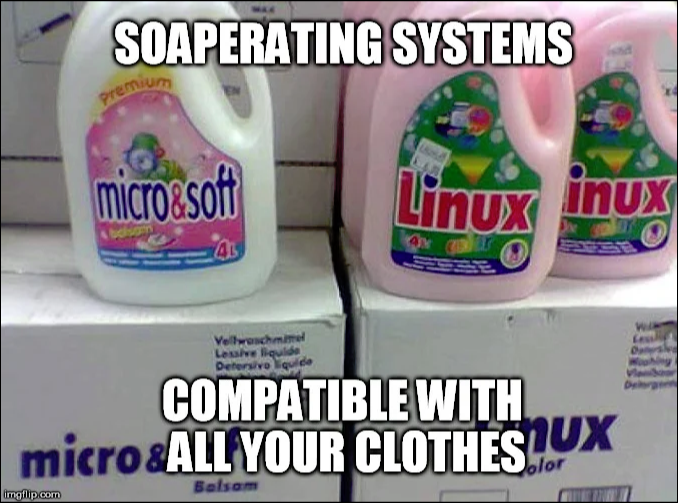 SOAPERATING SYSTEMS
Premium
micro&soft
balsam
4L
Linux
inux
COMPATIBLE WITH
ALL YOUR CLOTHES
Vollwaschmittel
Lessive liquide
Detersivo liquido
micro&
Balsam
nux
olor
imgflip.com